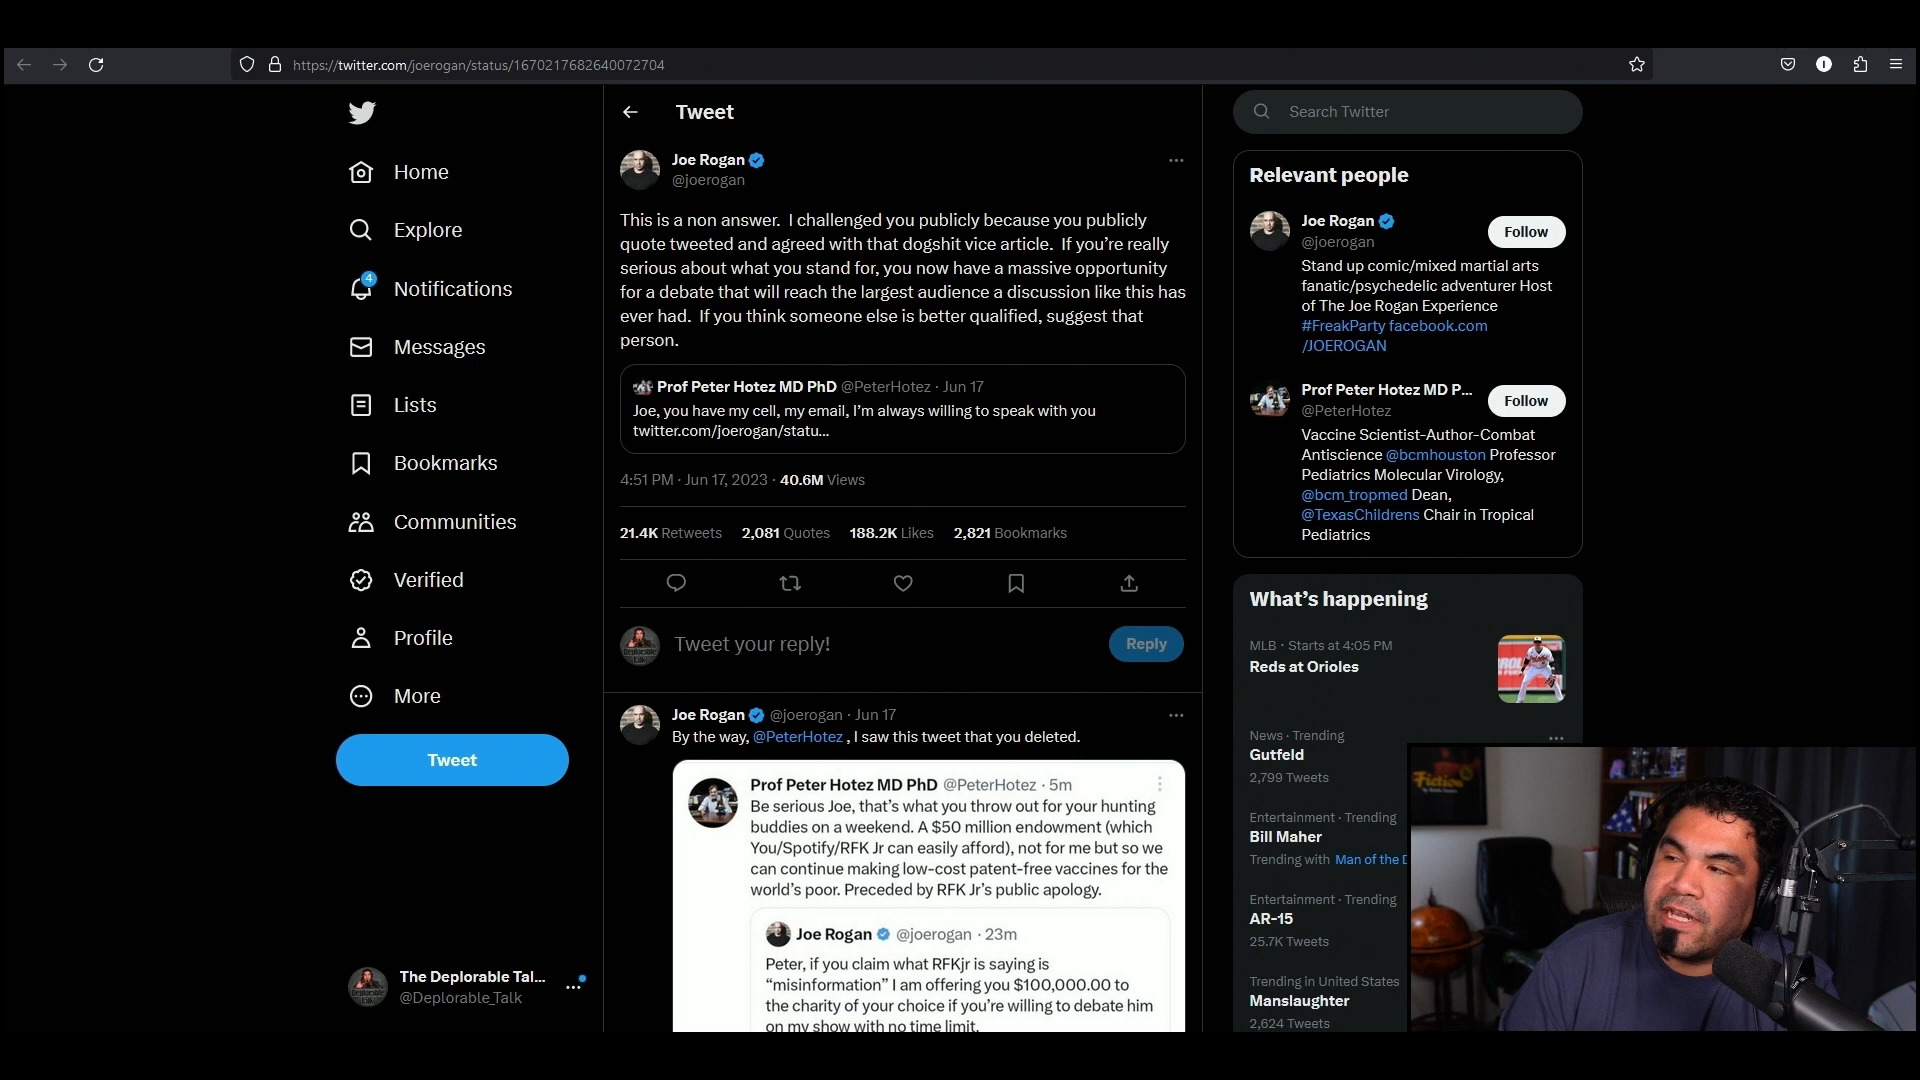 https://twitter.com/joerogan/status/1670217682640072704
Home
Explore
4
Notifications
Messages
Lists
Bookmarks
Communities
Verified
Profile
More
Tweet
The Deplorable Tal...
@Deplorable_Talk
Tweet
Joe Rogan
@joerogan
This is a non answer. I challenged you publicly because you publicly
quote tweeted and agreed with that dogshit vice article. If you’re really
serious about what you stand for, you now have a massive opportunity
for a debate that will reach the largest audience a discussion like this has
ever had. If you think someone else is better qualified, suggest that
person.
Prof Peter Hotez MD PhD @PeterHotez · Jun 17
Joe, you have my cell, my email, I’m always willing to speak with you
twitter.com/joerogan/statu...
4:51 PM · Jun 17, 2023 · 40.6M Views
21.4K Retweets 2,081 Quotes 188.2K Likes 2,821 Bookmarks
Tweet your reply!
Reply
Joe Rogan @joerogan · Jun 17
By the way, @PeterHotez , I saw this tweet that you deleted.
Prof Peter Hotez MD PhD @PeterHotez · 5m
Be serious Joe, that’s what you throw out for your hunting
buddies on a weekend. A $50 million endowment (which
You/Spotify/RFK Jr can easily afford), not for me but so we
can continue making low-cost patent-free vaccines for the
world’s poor. Preceded by RFK Jr’s public apology.
Joe Rogan @joerogan · 23m
Peter, if you claim what RFKjr is saying is
“misinformation” I am offering you $100,000.00 to
the charity of your choice if you’re willing to debate him
on my show with no time limit.
Search Twitter
Relevant people
Joe Rogan
@joerogan
Follow
Stand up comic/mixed martial arts
fanatic/psychedelic adventurer Host
of The Joe Rogan Experience
#FreakParty facebook.com
/JOEROGAN
Prof Peter Hotez MD P...
@PeterHotez
Follow
Vaccine Scientist-Author-Combat
Antiscience @bcmhouston Professor
Pediatrics Molecular Virology,
@bcm_tropmed Dean,
@TexasChildrens Chair in Tropical
Pediatrics
What’s happening
MLB · Starts at 4:05 PM
Reds at Orioles
News · Trending
Gutfeld
2,799 Tweets
Entertainment · Trending
Bill Maher
Trending with Man of the
Entertainment · Trending
AR-15
25.7K Tweets
Trending in United States
Manslaughter
2,624 Tweets
Fiction